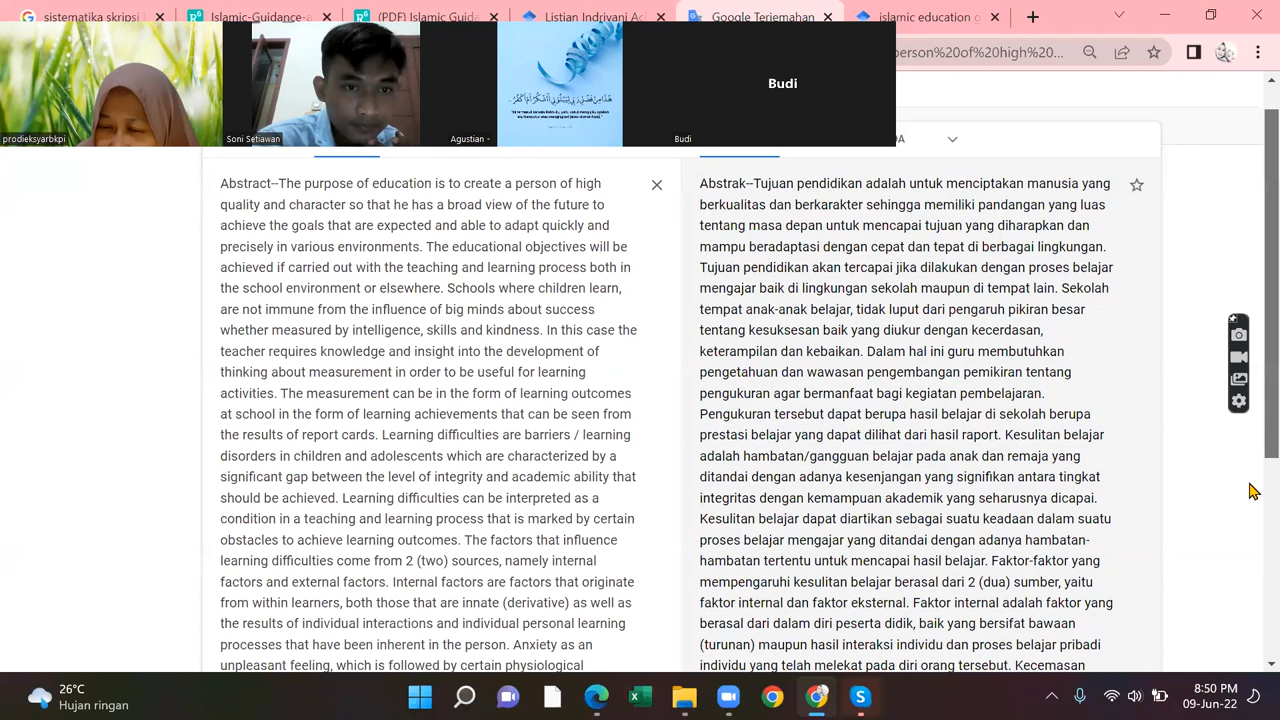 sistematika skripsi
Islamic-Guidance-a
(PDF) Islamic Guida
Listian Indriyani Ac
Google Terjemahan
islamic education o
person%20of%20high%20...
prodieksyarbkpi
Soni Setiawan
Agustian -
Budi
Budi
Abstract--The purpose of education is to create a person of high
quality and character so that he has a broad view of the future to
achieve the goals that are expected and able to adapt quickly and
precisely in various environments. The educational objectives will be
achieved if carried out with the teaching and learning process both in
the school environment or elsewhere. Schools where children learn,
are not immune from the influence of big minds about success
whether measured by intelligence, skills and kindness. In this case the
teacher requires knowledge and insight into the development of
thinking about measurement in order to be useful for learning
activities. The measurement can be in the form of learning outcomes
at school in the form of learning achievements that can be seen from
the results of report cards. Learning difficulties are barriers / learning
disorders in children and adolescents which are characterized by a
significant gap between the level of integrity and academic ability that
should be achieved. Learning difficulties can be interpreted as a
condition in a teaching and learning process that is marked by certain
obstacles to achieve learning outcomes. The factors that influence
learning difficulties come from 2 (two) sources, namely internal
factors and external factors. Internal factors are factors that originate
from within learners, both those that are innate (derivative) as well as
the results of individual interactions and individual personal learning
processes that have been inherent in the person. Anxiety as an
unpleasant feeling, which is followed by certain physiological
Abstrak--Tujuan pendidikan adalah untuk menciptakan manusia yang
berkualitas dan berkarakter sehingga memiliki pandangan yang luas
tentang masa depan untuk mencapai tujuan yang diharapkan dan
mampu beradaptasi dengan cepat dan tepat di berbagai lingkungan.
Tujuan pendidikan akan tercapai jika dilakukan dengan proses belajar
mengajar baik di lingkungan sekolah maupun di tempat lain. Sekolah
tempat anak-anak belajar, tidak luput dari pengaruh pikiran besar
tentang kesuksesan baik yang diukur dengan kecerdasan,
keterampilan dan kebaikan. Dalam hal ini guru membutuhkan
pengetahuan dan wawasan pengembangan pemikiran tentang
pengukuran agar bermanfaat bagi kegiatan pembelajaran.
Pengukuran tersebut dapat berupa hasil belajar di sekolah berupa
prestasi belajar yang dapat dilihat dari hasil raport. Kesulitan belajar
adalah hambatan/gangguan belajar pada anak dan remaja yang
ditandai dengan adanya kesenjangan yang signifikan antara tingkat
integritas dengan kemampuan akademik yang seharusnya dicapai.
Kesulitan belajar dapat diartikan sebagai suatu keadaan dalam suatu
proses belajar mengajar yang ditandai dengan adanya hambatan-
hambatan tertentu untuk mencapai hasil belajar. Faktor-faktor yang
mempengaruhi kesulitan belajar berasal dari 2 (dua) sumber, yaitu
faktor internal dan faktor eksternal. Faktor internal adalah faktor yang
berasal dari dalam diri peserta didik, baik yang bersifat bawaan
(turunan) maupun hasil interaksi individu dan proses belajar pribadi
individu yang telah melekat pada diri orang tersebut. Kecemasan
26°C
Hujan ringan
8:50 PM
09-Jun-22